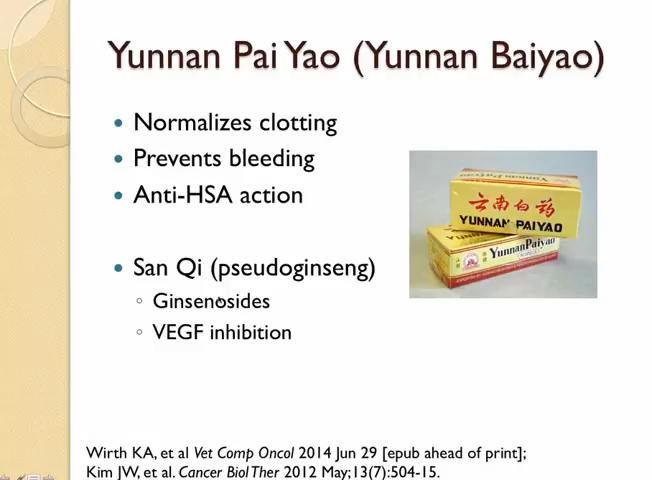 Yunnan Pai Yao (Yunnan Baiyao)
Normalizes clotting
Prevents bleeding
Anti-HSA action
云南白药
YUNNAN PAIYAO
YunnanPaiyao
San Qi (pseudoginseng)
Ginsenosides
VEGF inhibition
Wirth KA, et al Vet Comp Oncol 2014 Jun 29 [epub ahead of print];
Kim JW, et al. Cancer Biol Ther 2012 May;13(7):504-15.